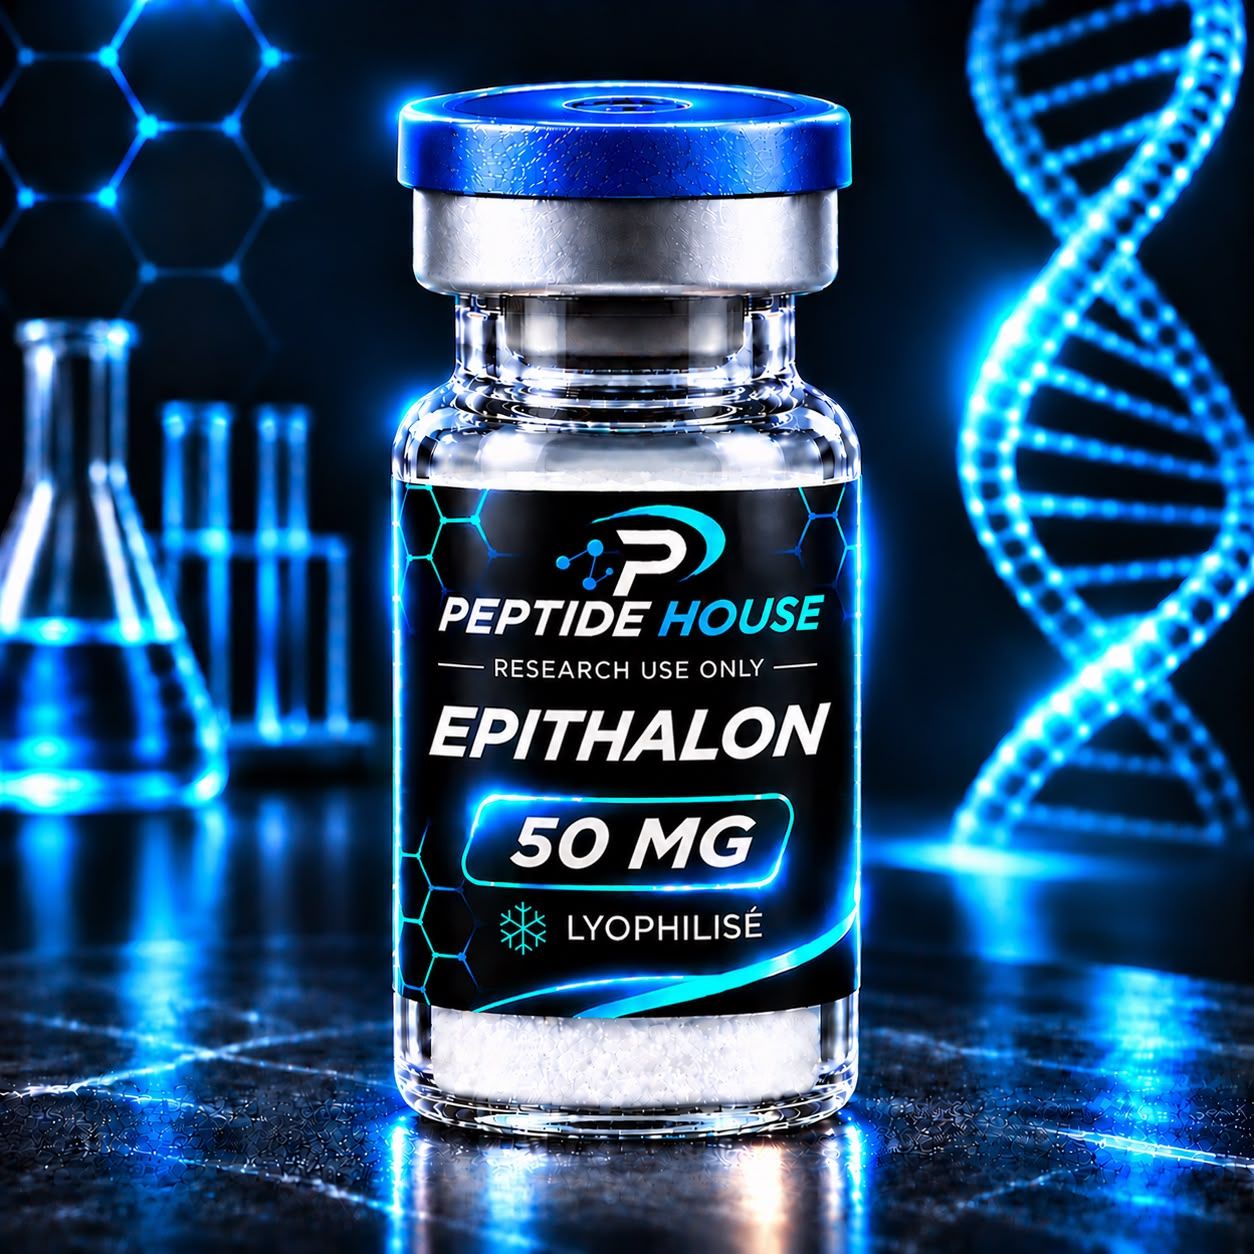 P
PEPTIDE HOUSE
RESEARCH USE ONLY
EPITHALON
50 MG
LYOPHILISÉ